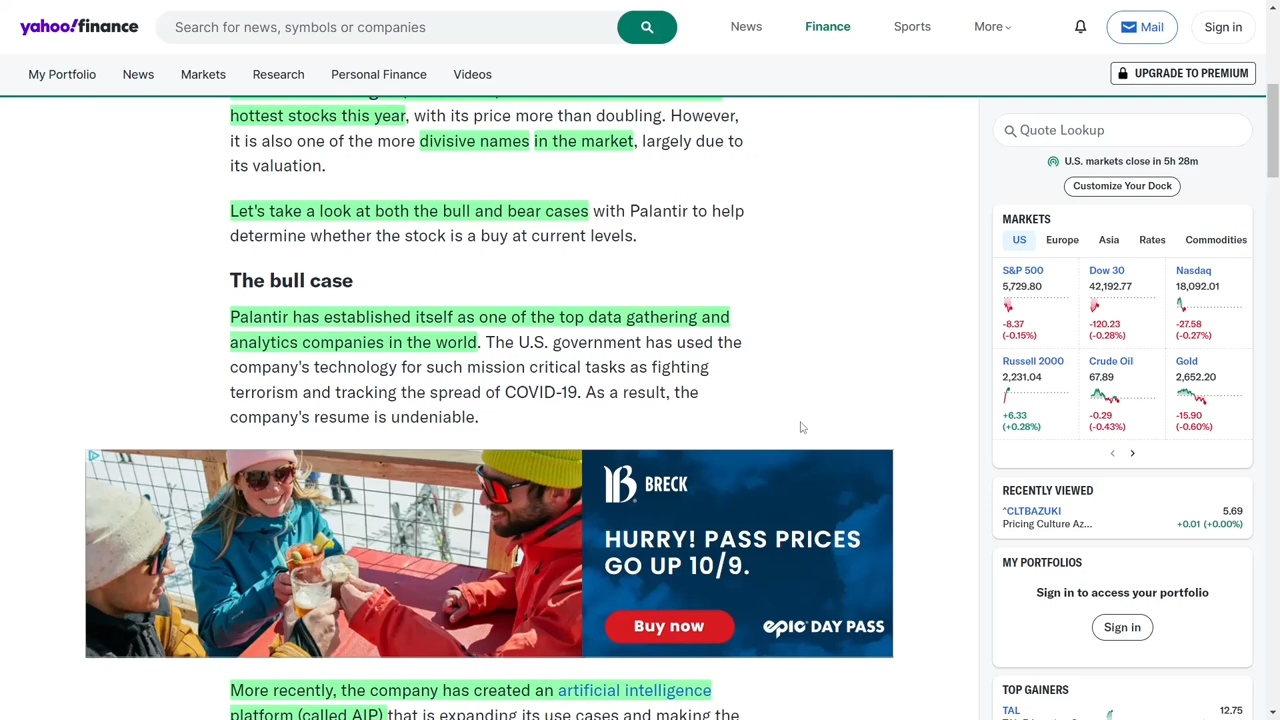 yahoo!finance
Search for news, symbols or companies
News
Finance
Sports
More
Mail
Sign in
My Portfolio
News
Markets
Research
Personal Finance
Videos
UPGRADE TO PREMIUM
hottest stocks this year, with its price more than doubling. However,
it is also one of the more divisive names in the market, largely due to
its valuation.
Let's take a look at both the bull and bear cases with Palantir to help
determine whether the stock is a buy at current levels.
The bull case
Palantir has established itself as one of the top data gathering and
analytics companies in the world. The U.S. government has used the
company's technology for such mission critical tasks as fighting
terrorism and tracking the spread of COVID-19. As a result, the
company's resume is undeniable.
BRECK
HURRY! PASS PRICES
GO UP 10/9.
Buy now
epic DAY PASS
More recently, the company has created an artificial intelligence
platform (called AIP) that is expanding its use cases and making the
Quote Lookup
U.S. markets close in 5h 28m
Customize Your Dock
MARKETS
US
Europe
Asia
Rates
Commodities
S&P 500
5,729.80
-8.37
(-0.15%)
Dow 30
42,192.77
-120.23
(-0.28%)
Nasdaq
18,092.01
-27.58
(-0.27%)
Russell 2000
2,231.04
+6.33
(+0.28%)
Crude Oil
67.89
-0.29
(-0.43%)
Gold
2,652.20
-15.90
(-0.60%)
RECENTLY VIEWED
^CLTBAZUKI
5.69
Pricing Culture Az...
+0.01 (+0.00%)
MY PORTFOLIOS
Sign in to access your portfolio
Sign in
TOP GAINERS
TAL
12.75